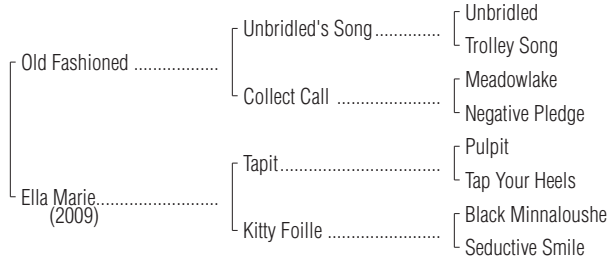 Unbridled
Unbridled's Song..............
Trolley Song
Old Fashioned ..................
Meadowlake
Collect Call ......................
Negative Pledge
Pulpit
Tapit..................................
Tap Your Heels
Ella Marie..........................
(2009)
Black Minnaloushe
Kitty Foille ........................
Seductive Smile